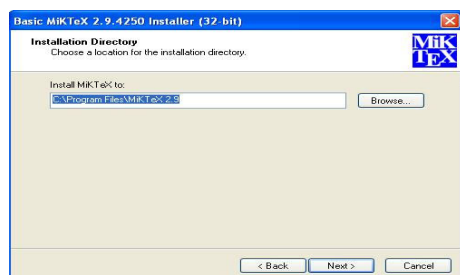 Basic MiKTeX 2.9.4250 Installer (32-bit)
Installation Directory
Choose a location for the installation directory.
MiK
TEX
Install MiKTeX to:
C:\Program Files\MiKTeX 2.9
Browse...
< Back
Next >
Cancel